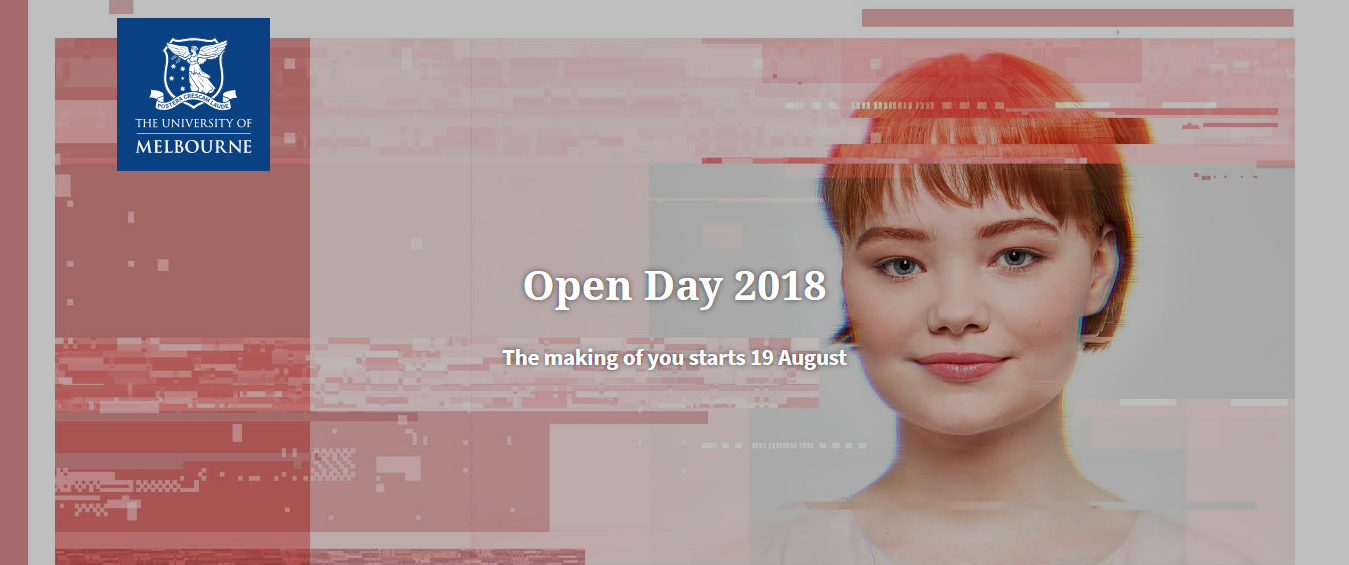 POSTERA CRESCAM LAUDE
THE UNIVERSITY OF
MELBOURNE
Open Day 2018
The making of you starts 19 August